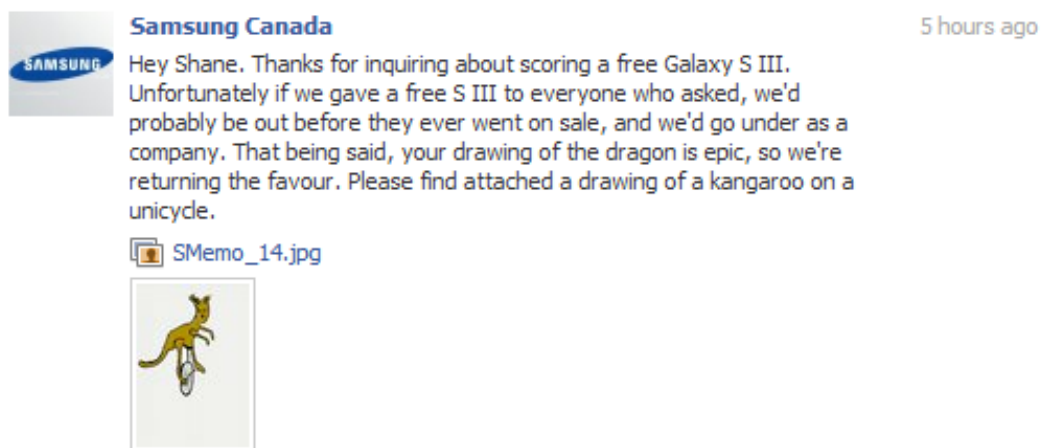 Samsung Canada
5 hours ago
SAMSUNG
Hey Shane. Thanks for inquiring about scoring a free Galaxy S III.
Unfortunately if we gave a free S III to everyone who asked, we'd
probably be out before they ever went on sale, and we'd go under as a
company. That being said, your drawing of the dragon is epic, so we're
returning the favour. Please find attached a drawing of a kangaroo on a
unicycle.
SMemo_14.jpg